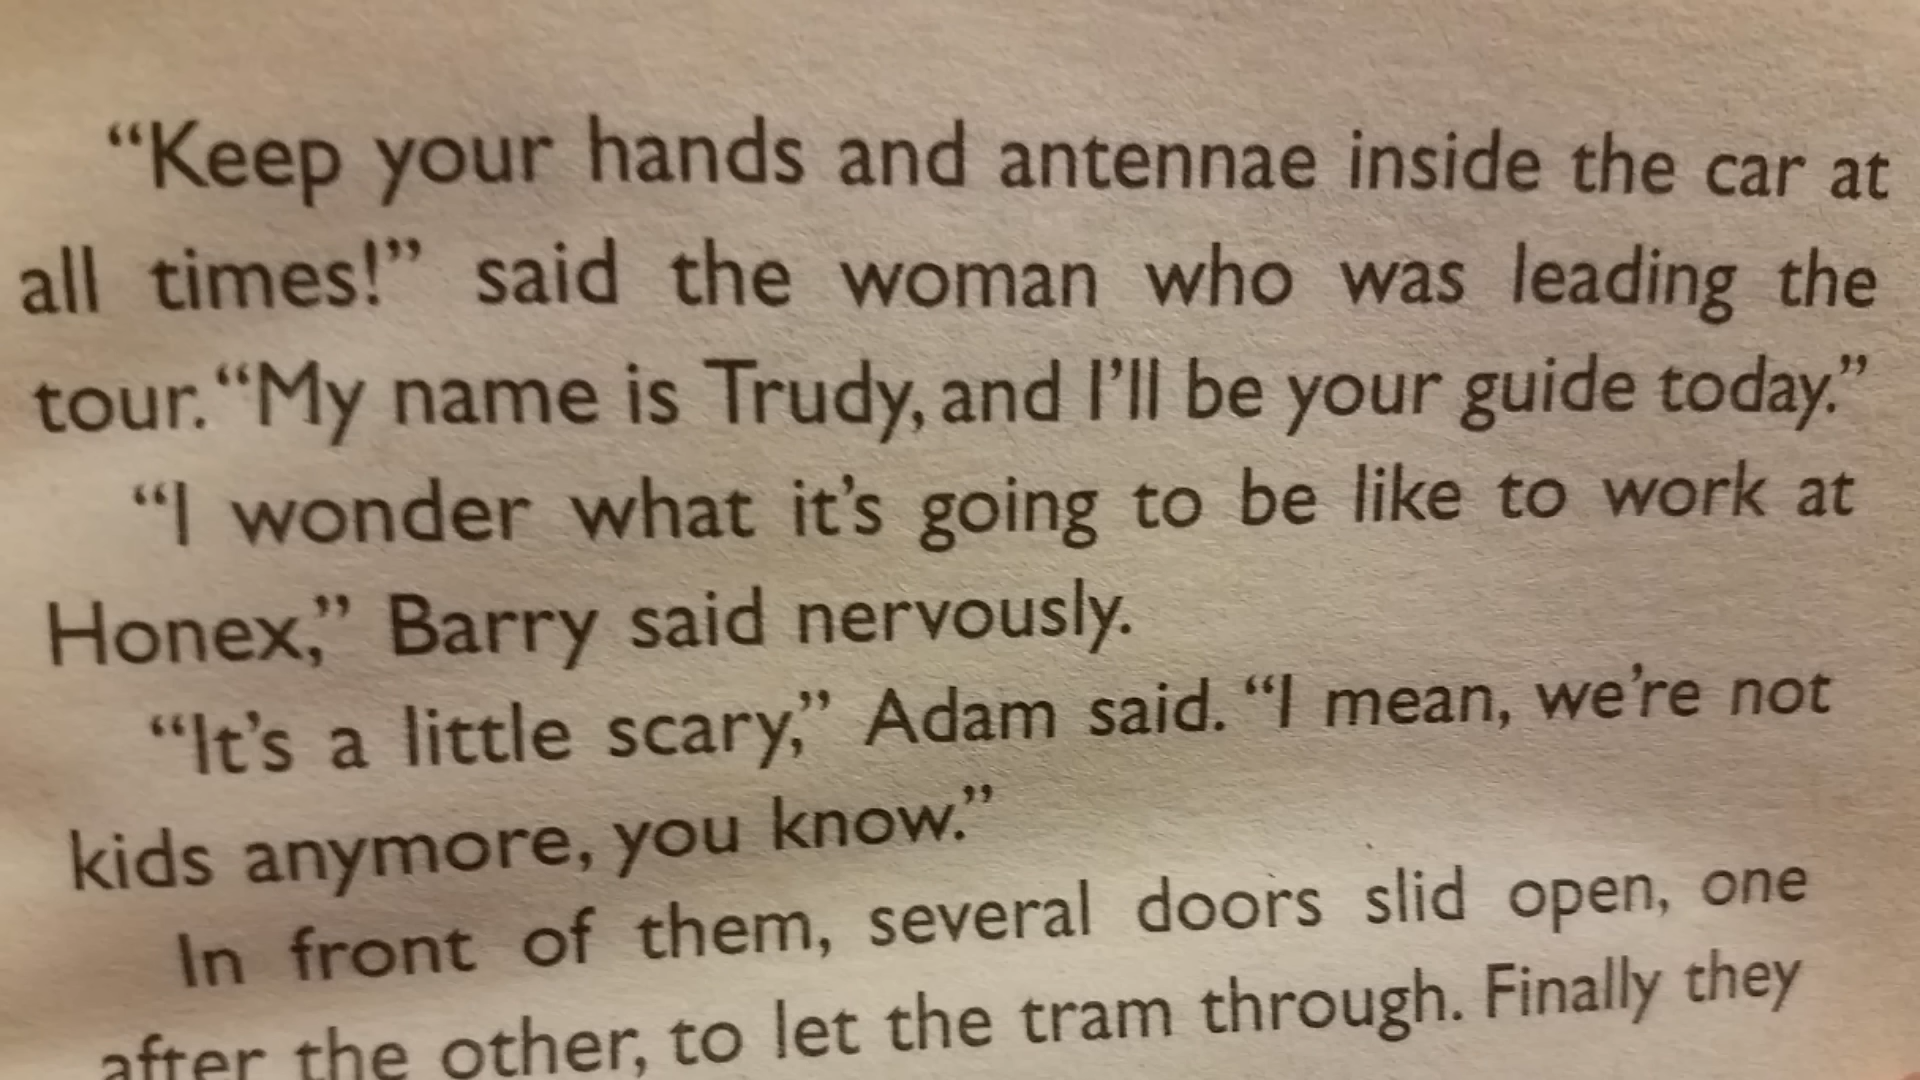 “Keep your hands and antennae inside the car at
all times!” said the woman who was leading the
tour. “My name is Trudy, and I’ll be your guide today.”
“I wonder what it’s going to be like to work at
Honex,” Barry said nervously.
“It’s a little scary,” Adam said. “I mean, we’re not
kids anymore, you know.”
In front of them, several doors slid open, one
after the other, to let the tram through. Finally they